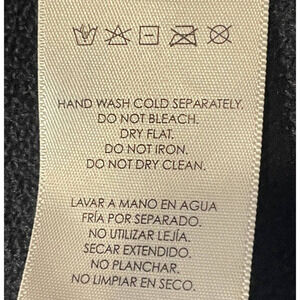 HAND WASH COLD SEPARATELY.
DO NOT BLEACH.
DRY FLAT.
DO NOT IRON.
DO NOT DRY CLEAN.
LAVAR A MANO EN AGUA
FRÍA POR SEPARADO.
NO UTILIZAR LEJÍA.
SECAR EXTENDIDO.
NO PLANCHAR.
NO LIMPIAR EN SECO.